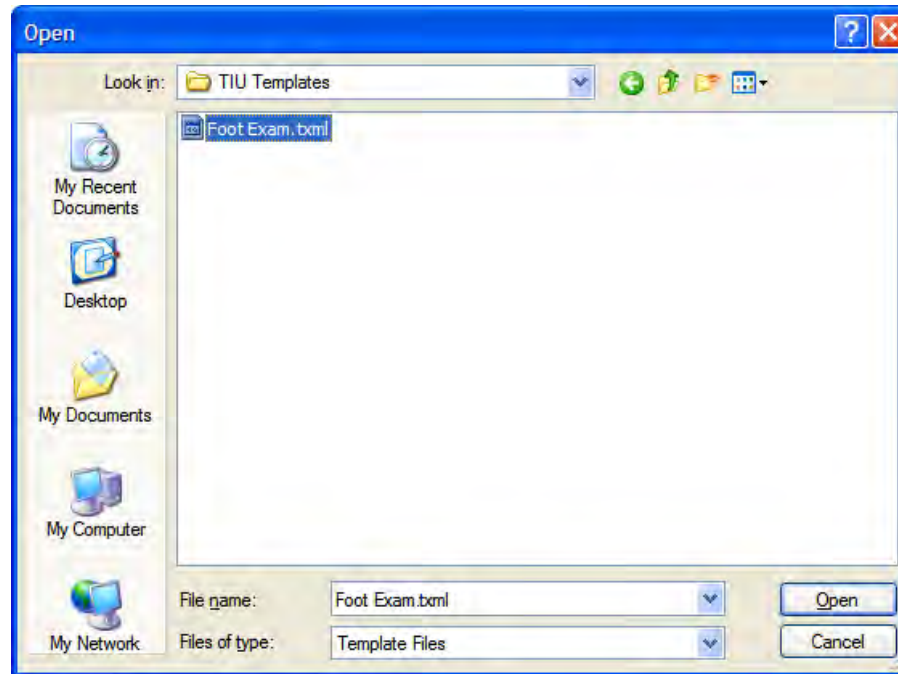 Open
Look in: TIU Templates
Foot Exam.txml
My Recent
Documents
Desktop
My Documents
My Computer
My Network
File name: Foot Exam.txml Open
Files of type: Template Files Cancel